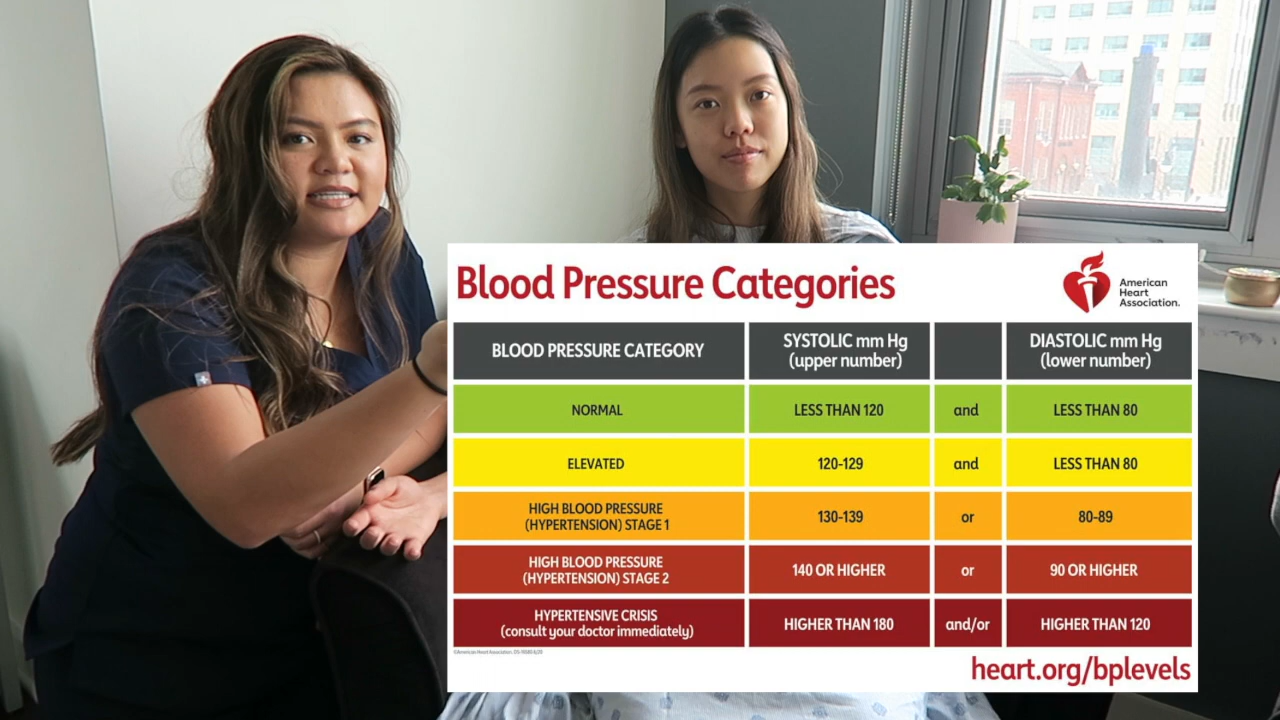 Blood Pressure Categories
American
Heart
Association.
BLOOD PRESSURE CATEGORY
SYSTOLIC mm Hg
(upper number)
DIASTOLIC mm Hg
(lower number)
NORMAL
LESS THAN 120
and
LESS THAN 80
ELEVATED
120-129
and
LESS THAN 80
HIGH BLOOD PRESSURE
(HYPERTENSION) STAGE 1
130-139
or
80-89
HIGH BLOOD PRESSURE
(HYPERTENSION) STAGE 2
140 OR HIGHER
or
90 OR HIGHER
HYPERTENSIVE CRISIS
(consult your doctor immediately)
HIGHER THAN 180
and/or
HIGHER THAN 120
©American Heart Association.
heart.org/bplevels